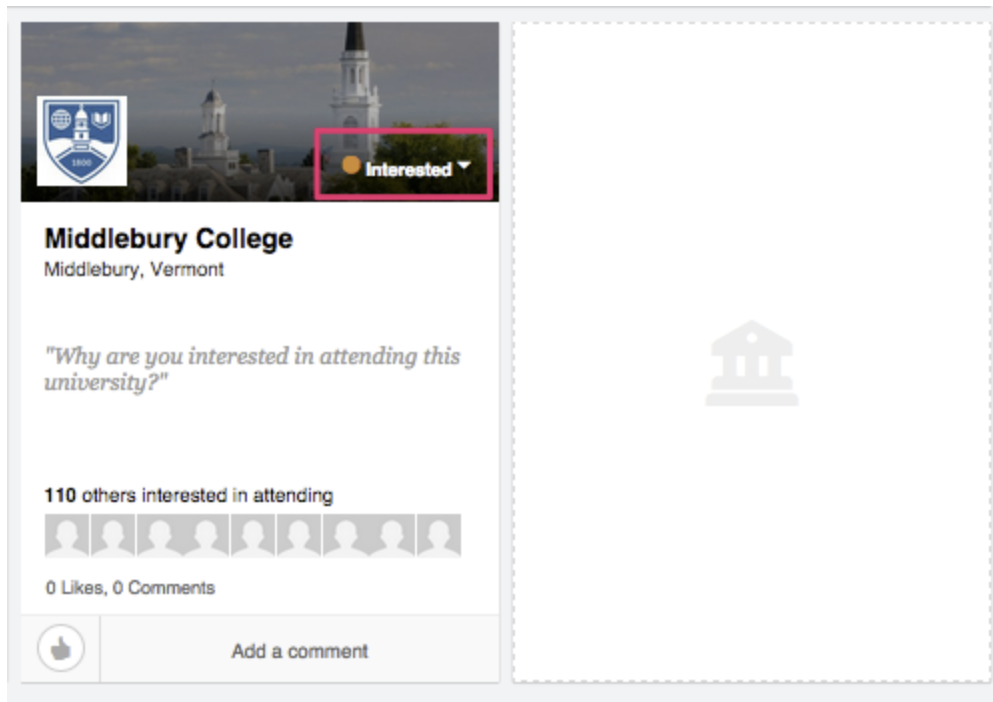 1800
Interested
Middlebury College
Middlebury, Vermont
"Why are you interested in attending this
university?"
110 others interested in attending
0 Likes, 0 Comments
Add a comment